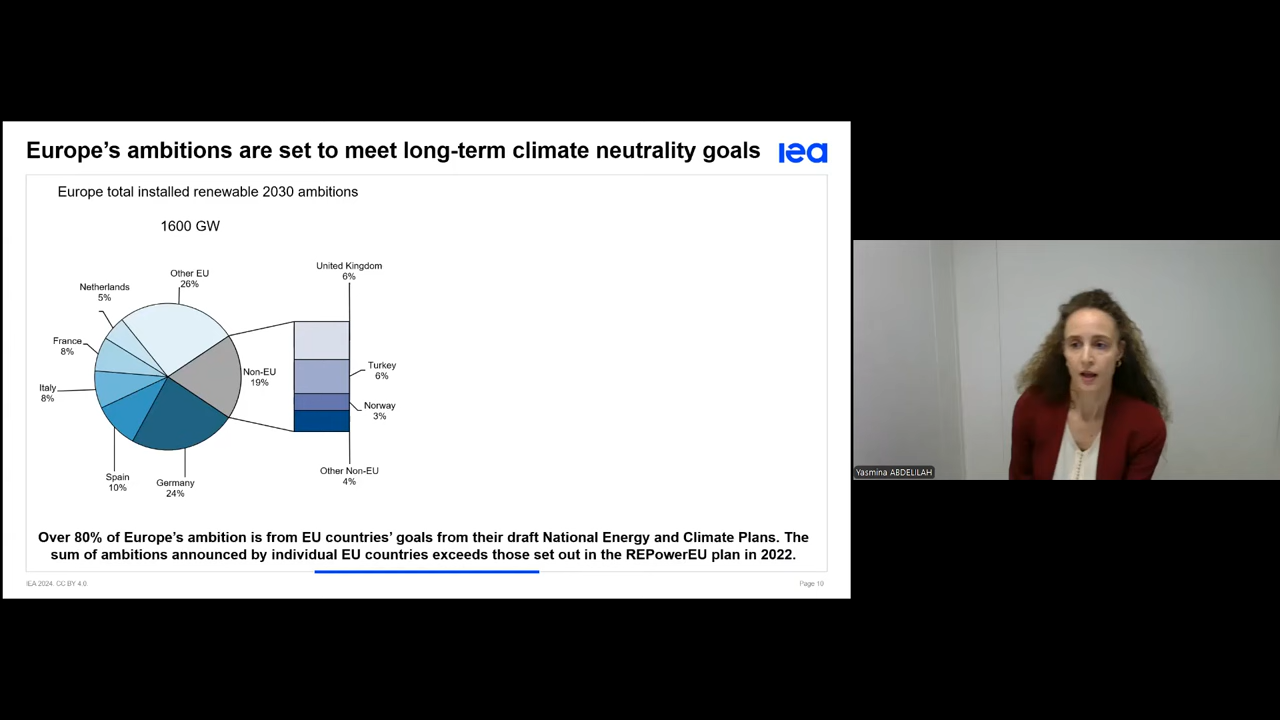 Europe's ambitions are set to meet long-term climate neutrality goals
iea
Europe total installed renewable 2030 ambitions
1600 GW
United Kingdom
6%
Other EU
26%
Netherlands
5%
France
8%
Non-EU
19%
Turkey
6%
Italy
8%
Norway
3%
Other Non-EU
4%
Spain
10%
Germany
24%
Over 80% of Europe's ambition is from EU countries' goals from their draft National Energy and Climate Plans. The
sum of ambitions announced by individual EU countries exceeds those set out in the REPowerEU plan in 2022.
IEA 2024. CC BY 4.0.
Page 10
Yasmina ABDELILAH